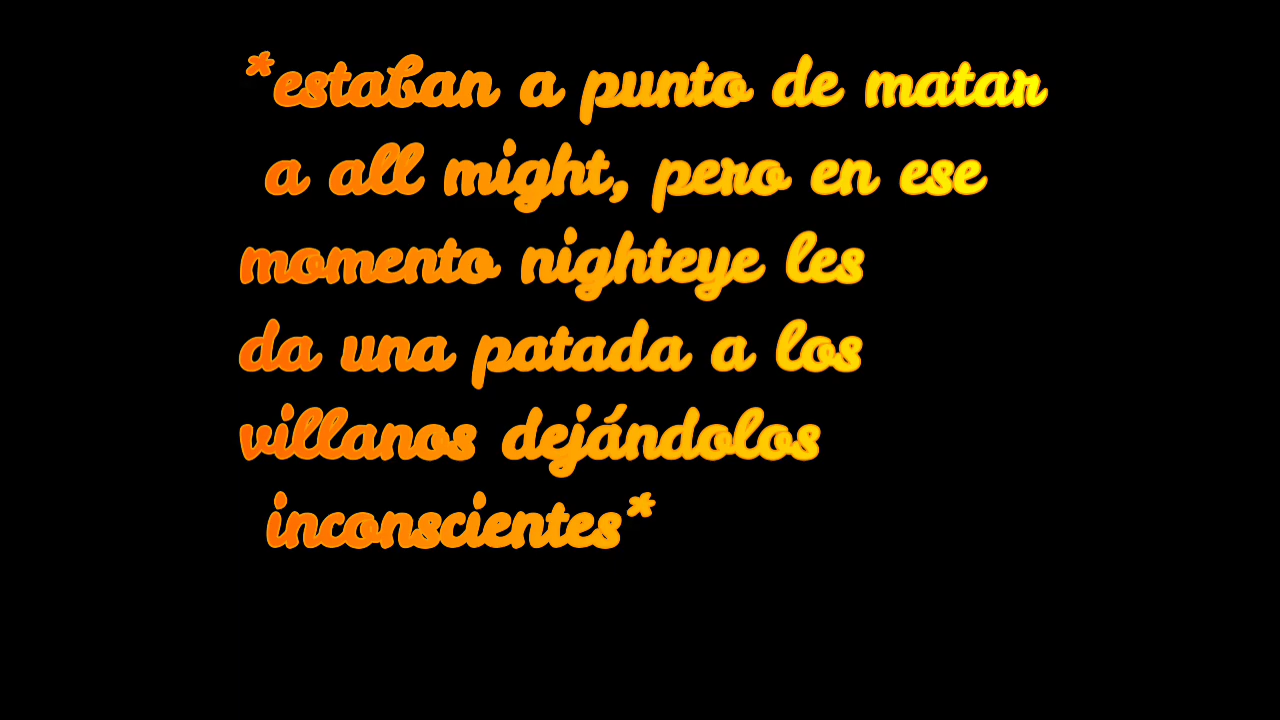 *estaban a punto de matar
a all might, pero en ese
momento nighteye les
da una patada a los
villanos dejándolos
inconscientes*